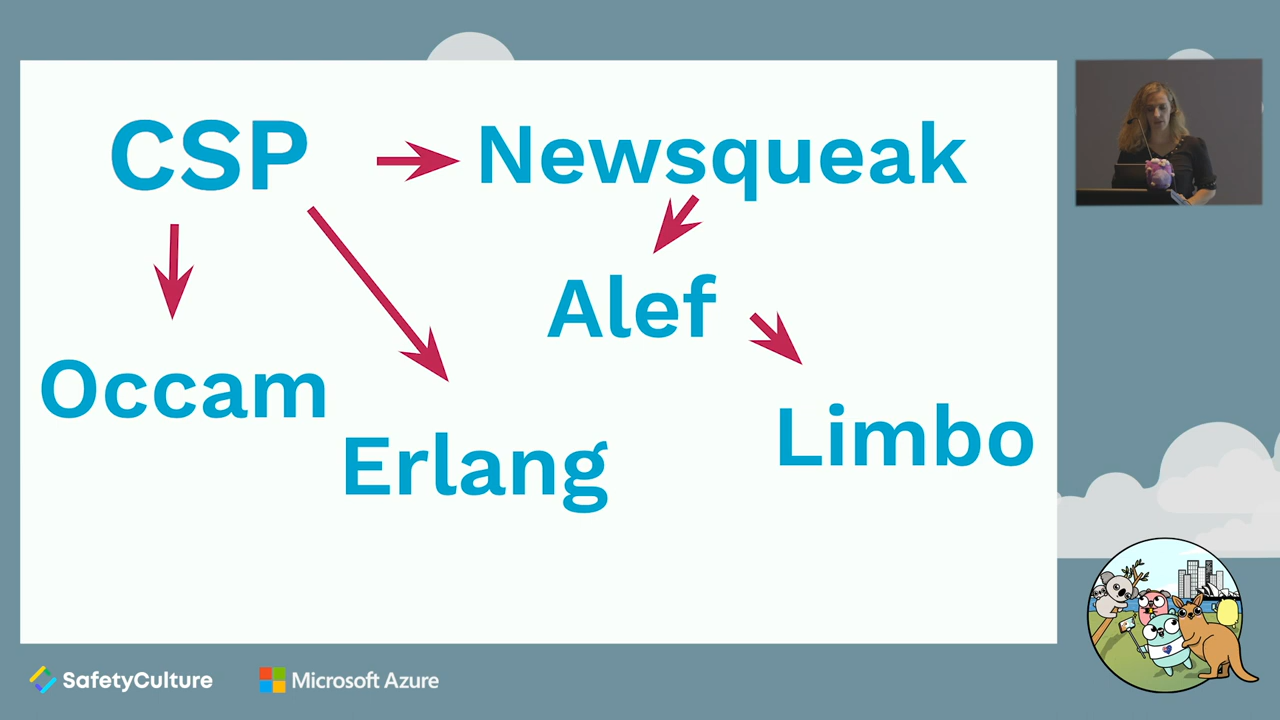 CSP
Newsqueak
Alef
Occam
Limbo
Erlang
SafetyCulture
Microsoft Azure